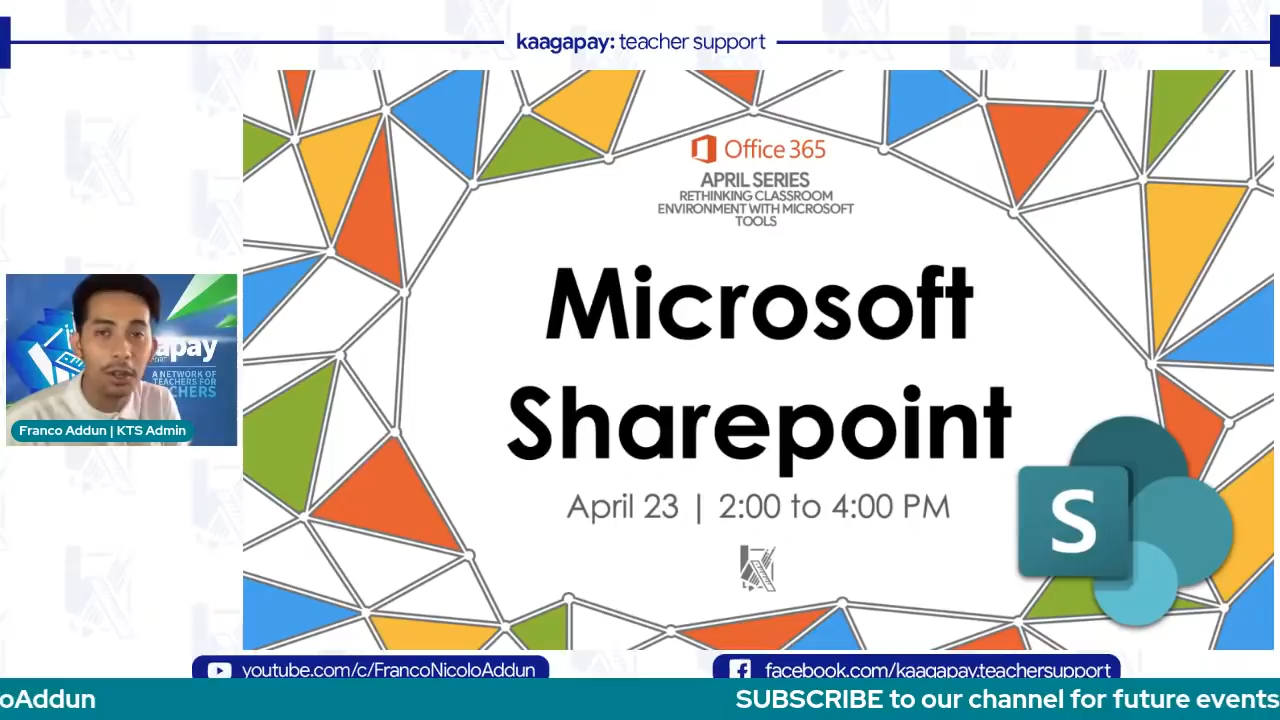 kaagapay: teacher support
Office 365
APRIL SERIES
RETHINKING CLASSROOM
ENVIRONMENT WITH MICROSOFT
TOOLS
Microsoft
Sharepoint
April 23 | 2:00 to 4:00 PM
S
apay
A NETWORK OF
TEACHERS FOR
CHERS
Franco Addun | KTS Admin
youtube.com/c/FrancoNicoloAddun
facebook.com/kaagapay.teachersupport
oAddun
SUBSCRIBE to our channel for future events